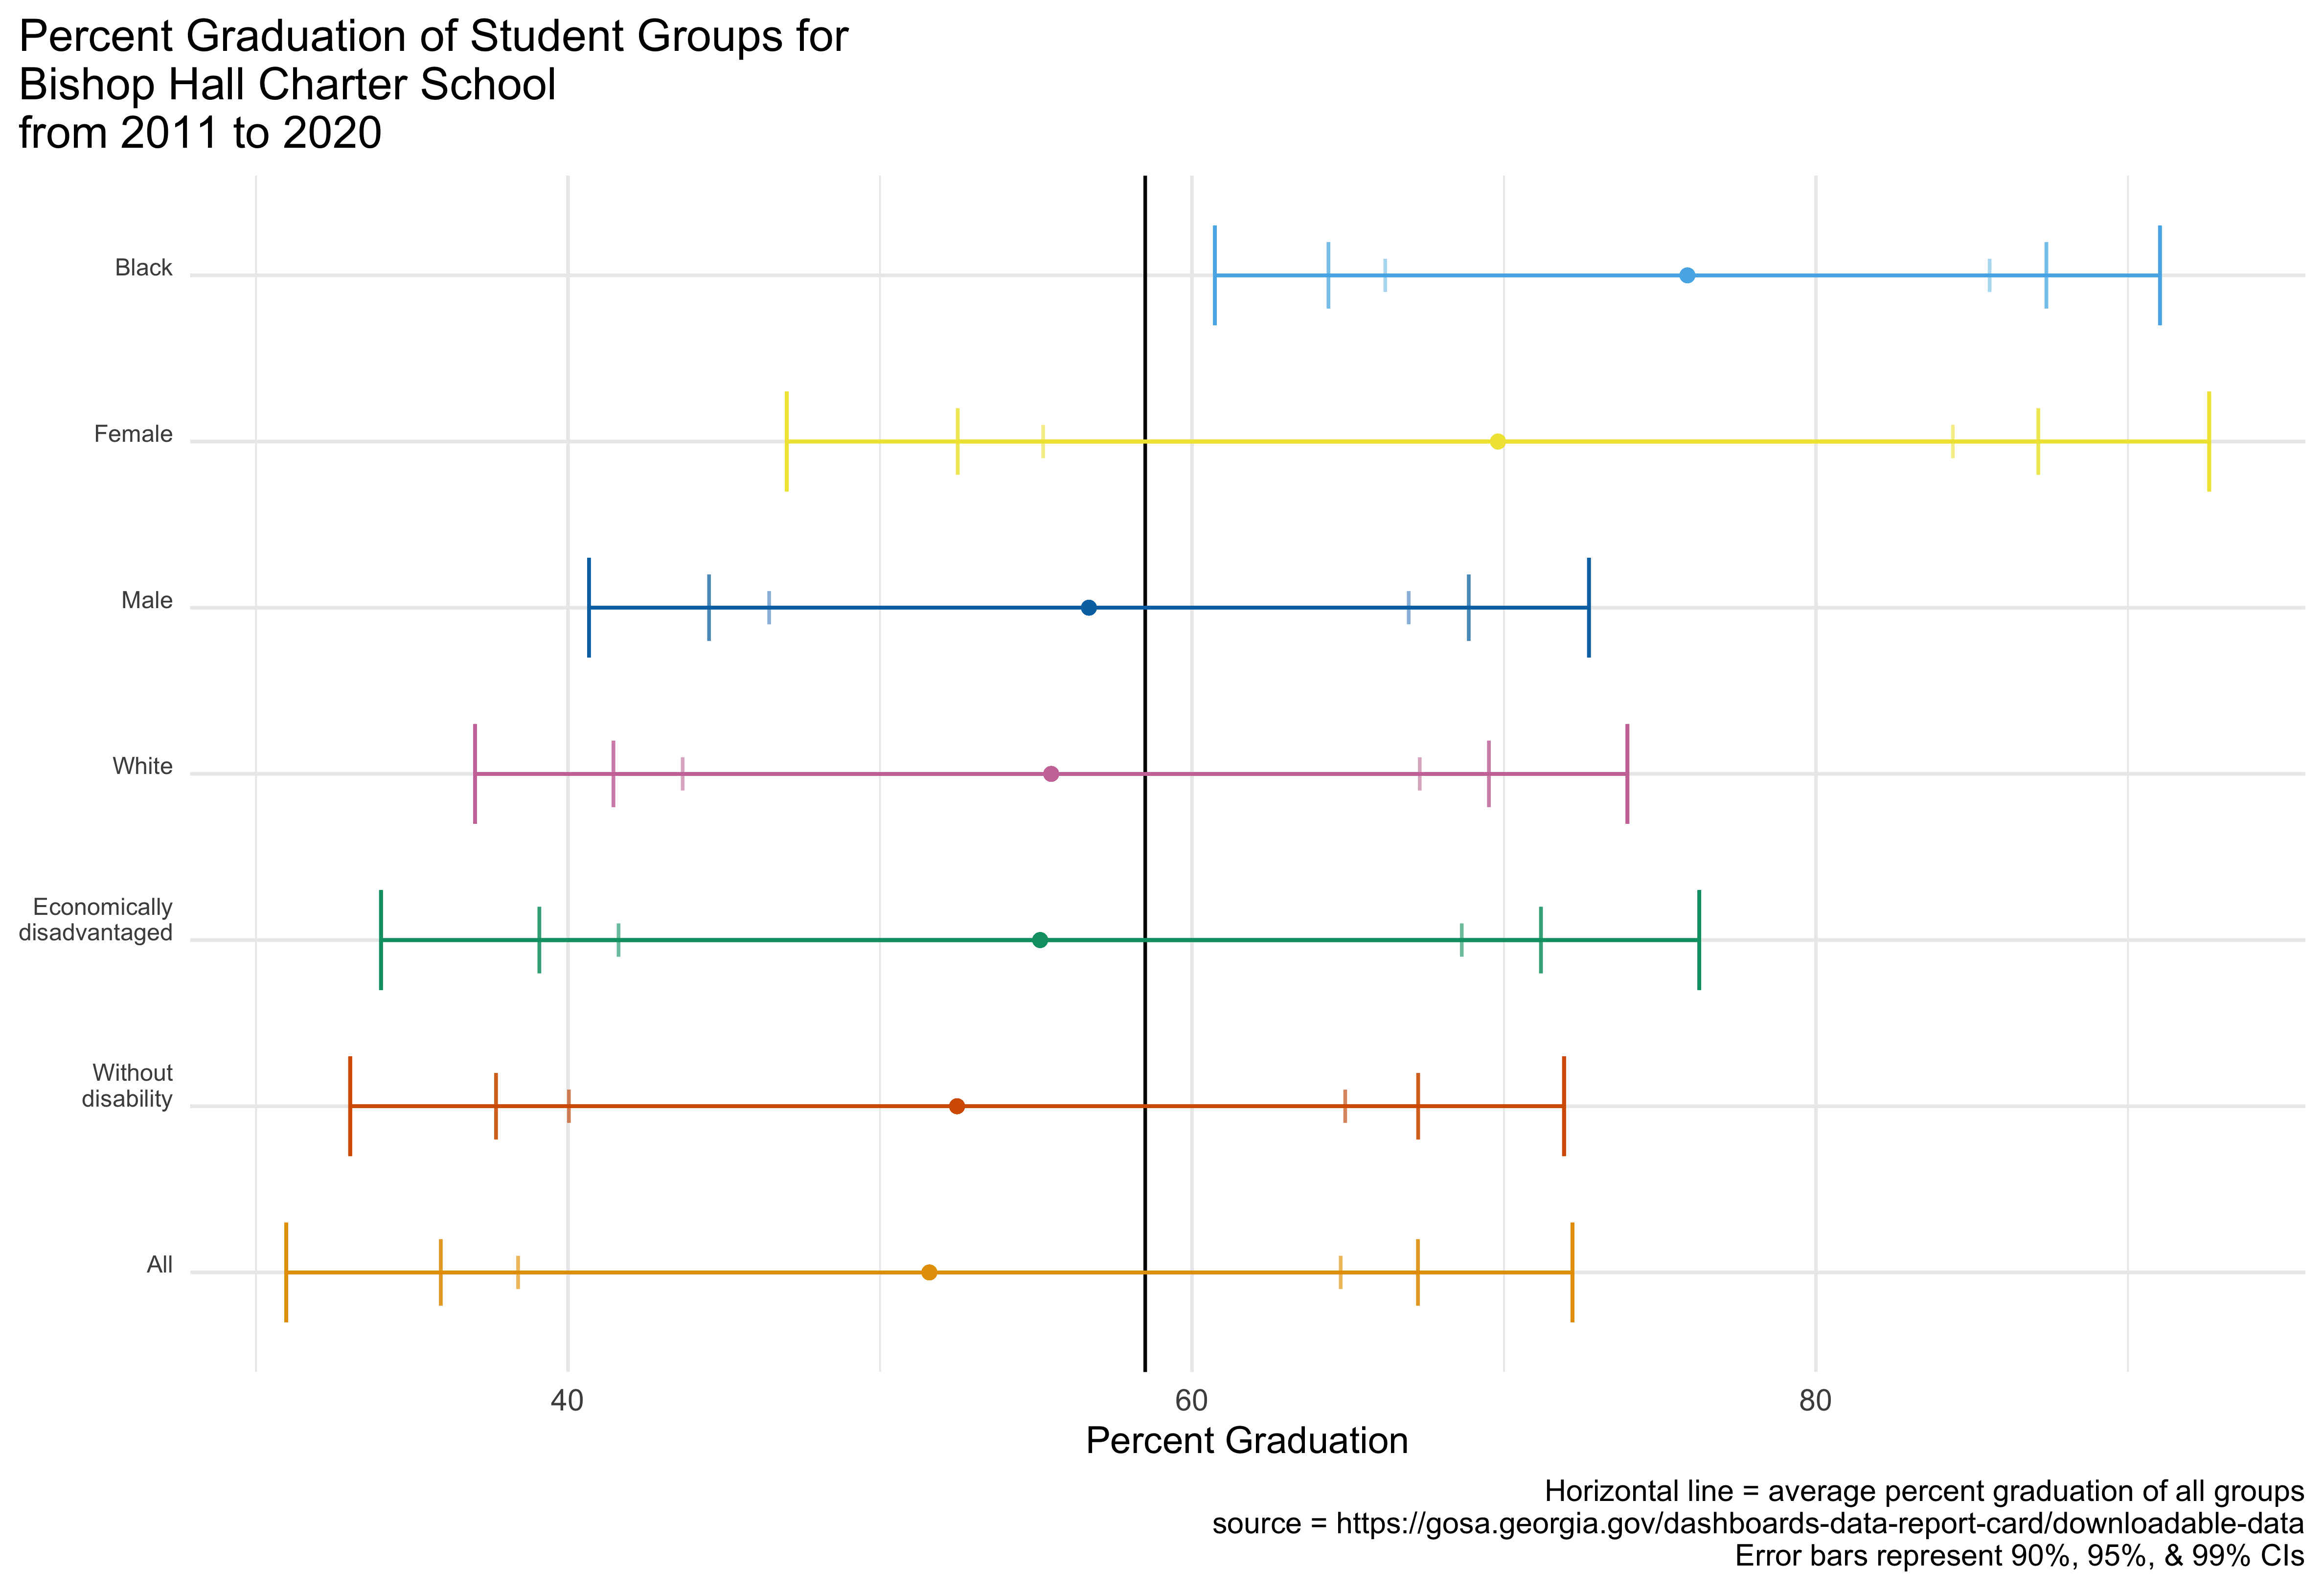 Percent Graduation of Student Groups for
Bishop Hall Charter School
from 2011 to 2020
Black
Female
Male
White
Economically
disadvantaged
Without
disability
All
40
60
80
Percent Graduation
Horizontal line = average percent graduation of all groups
source = https://gosa.georgia.gov/dashboards-data-report-card/downloadable-data
Error bars represent 90%, 95%, & 99% CIs